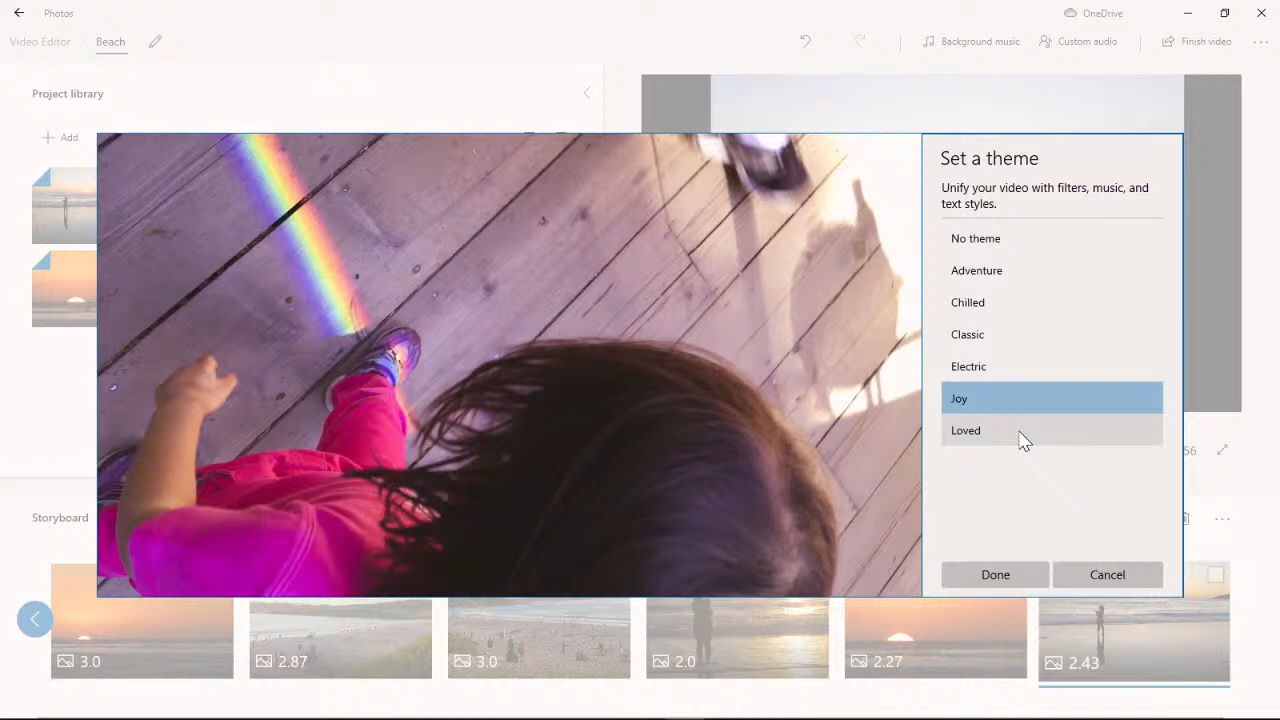 Photos
OneDrive
Video Editor
Beach
Background music
Custom audio
Finish video
Project library
Add
Set a theme
Unify your video with filters, music, and
text styles.
No theme
Adventure
Chilled
Classic
Electric
Joy
Loved
56
Done
Cancel
Storyboard
3.0
2.87
3.0
2.0
2.27
2.43